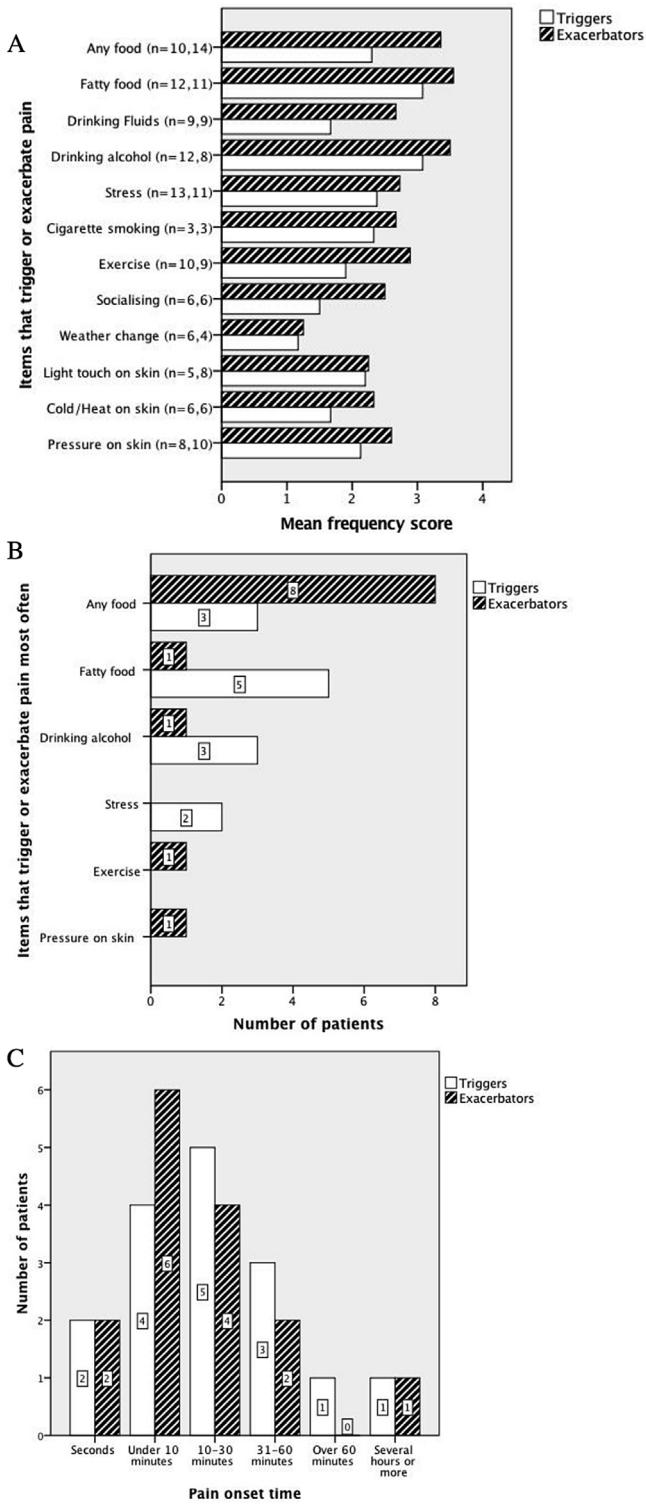 A
Triggers
Exacerbators
Items that trigger or exacerbate pain
Any food (n=10,14)
Fatty food (n=12,11)
Drinking Fluids (n=9,9)
Drinking alcohol (n=12,8)
Stress (n=13,11)
Cigarette smoking (n=3,3)
Exercise (n=10,9)
Socialising (n=6,6)
Weather change (n=6,4)
Light touch on skin (n=5,8)
Cold/Heat on skin (n=6,6)
Pressure on skin (n=8,10)
0 1 2 3 4
Mean frequency score
B
Triggers
Exacerbators
Items that trigger or exacerbate pain most often
Any food
8
3
Fatty food
1
5
Drinking alcohol
1
3
Stress
2
Exercise
1
Pressure on skin
1
0 2 4 6 8
Number of patients
C
Triggers
Exacerbators
Number of patients
6
5
4
3
2
1
0
2 2 4 6 5 4 3 2 1 0 1 1
Seconds
Under 10
minutes
10-30
minutes
31-60
minutes
Over 60
minutes
Several
hours or
more
Pain onset time